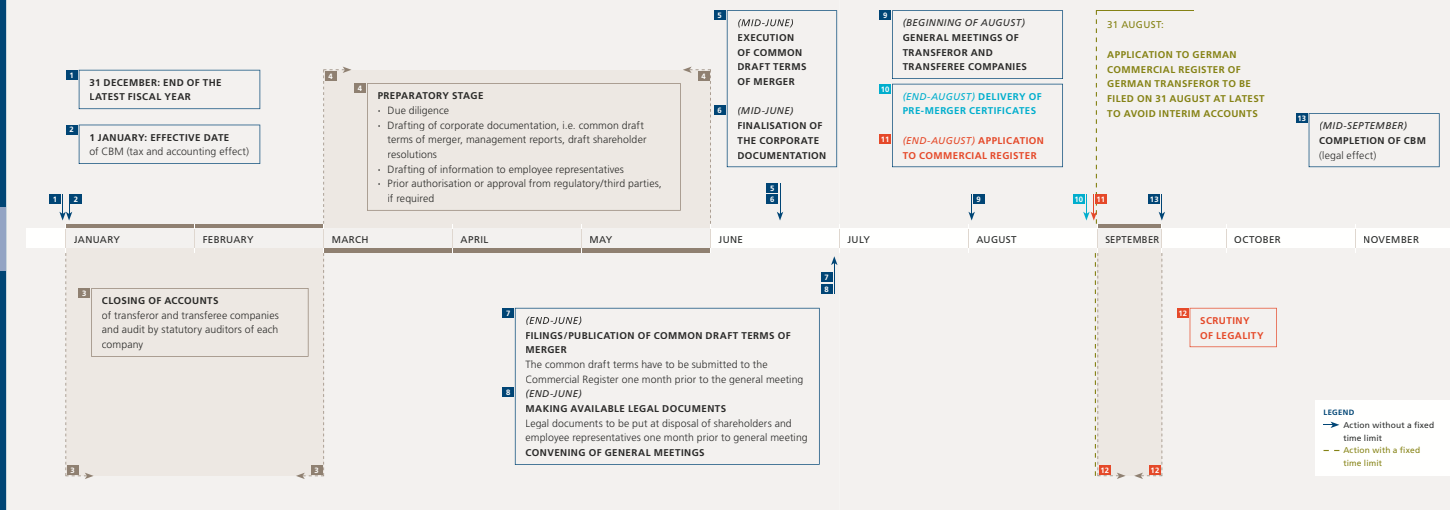 1
31 DECEMBER: END OF THE
LATEST FISCAL YEAR
2
1 JANUARY: EFFECTIVE DATE
of CBM (tax and accounting effect)
4
4
4
PREPARATORY STAGE
· Due diligence
· Drafting of corporate documentation, i.e. common draft
terms of merger, management reports, draft shareholder
resolutions
· Drafting of information to employee representatives
· Prior authorisation or approval from regulatory/third parties,
if required
5
(MID-JUNE)
EXECUTION
OF COMMON
DRAFT TERMS
OF MERGER
6
(MID-JUNE)
FINALISATION OF
THE CORPORATE
DOCUMENTATION
9
(BEGINNING OF AUGUST)
GENERAL MEETINGS OF
TRANSFEROR AND
TRANSFEREE COMPANIES
10
(END-AUGUST) DELIVERY OF
PRE-MERGER CERTIFICATES
11
(END-AUGUST) APPLICATION
TO COMMERCIAL REGISTER
31 AUGUST:
APPLICATION TO GERMAN
COMMERCIAL REGISTER OF
GERMAN TRANSFEROR TO BE
FILED ON 31 AUGUST AT LATEST
TO AVOID INTERIM ACCOUNTS
13
(MID-SEPTEMBER)
COMPLETION OF CBM
(legal effect)
1 2
5
6
9
10 11
13
JANUARY FEBRUARY MARCH APRIL MAY JUNE JULY AUGUST SEPTEMBER OCTOBER NOVEMBER
7
8
3
CLOSING OF ACCOUNTS
of transferor and transferee companies
and audit by statutory auditors of each
company
3
3
7
(END-JUNE)
FILINGS/PUBLICATION OF COMMON DRAFT TERMS OF
MERGER
The common draft terms have to be submitted to the
Commercial Register one month prior to the general meeting
8
(END-JUNE)
MAKING AVAILABLE LEGAL DOCUMENTS
Legal documents to be put at disposal of shareholders and
employee representatives one month prior to general meeting
CONVENING OF GENERAL MEETINGS
12
SCRUTINY
OF LEGALITY
12
12
LEGEND
Action without a fixed
time limit
Action with a fixed
time limit